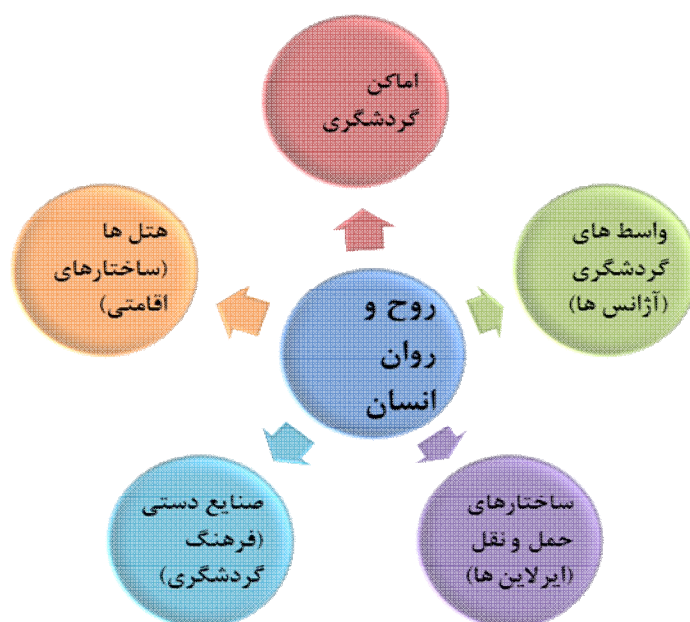 اماکن
گردشگری
واسط های
گردشگری
(آژانس ها)
هتل ها
(ساختارهای
اقامتی)
روح و
روان
انسان
ساختارهای
حمل و نقل
(ایرلاین ها)
صنایع دستی
(فرهنگ
گردشگری)